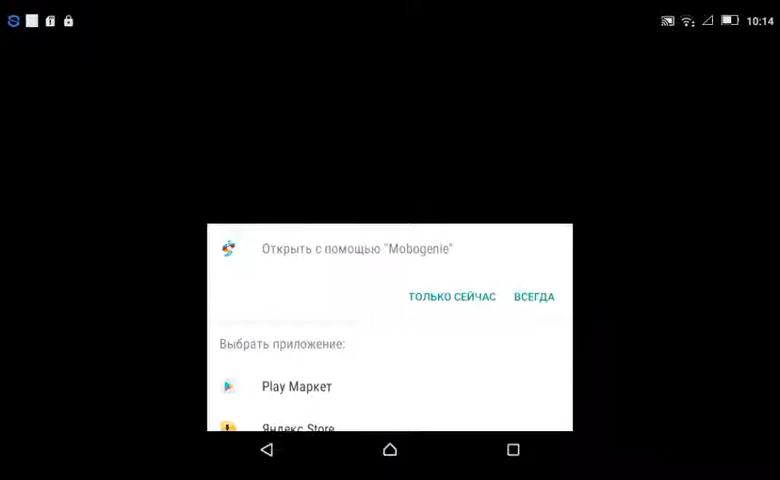 10:14
Открыть с помощью "Mobogenie"
ТОЛЬКО СЕЙЧАС ВСЕГДА
Выбрать приложение:
Play Маркет
Яндекс Store